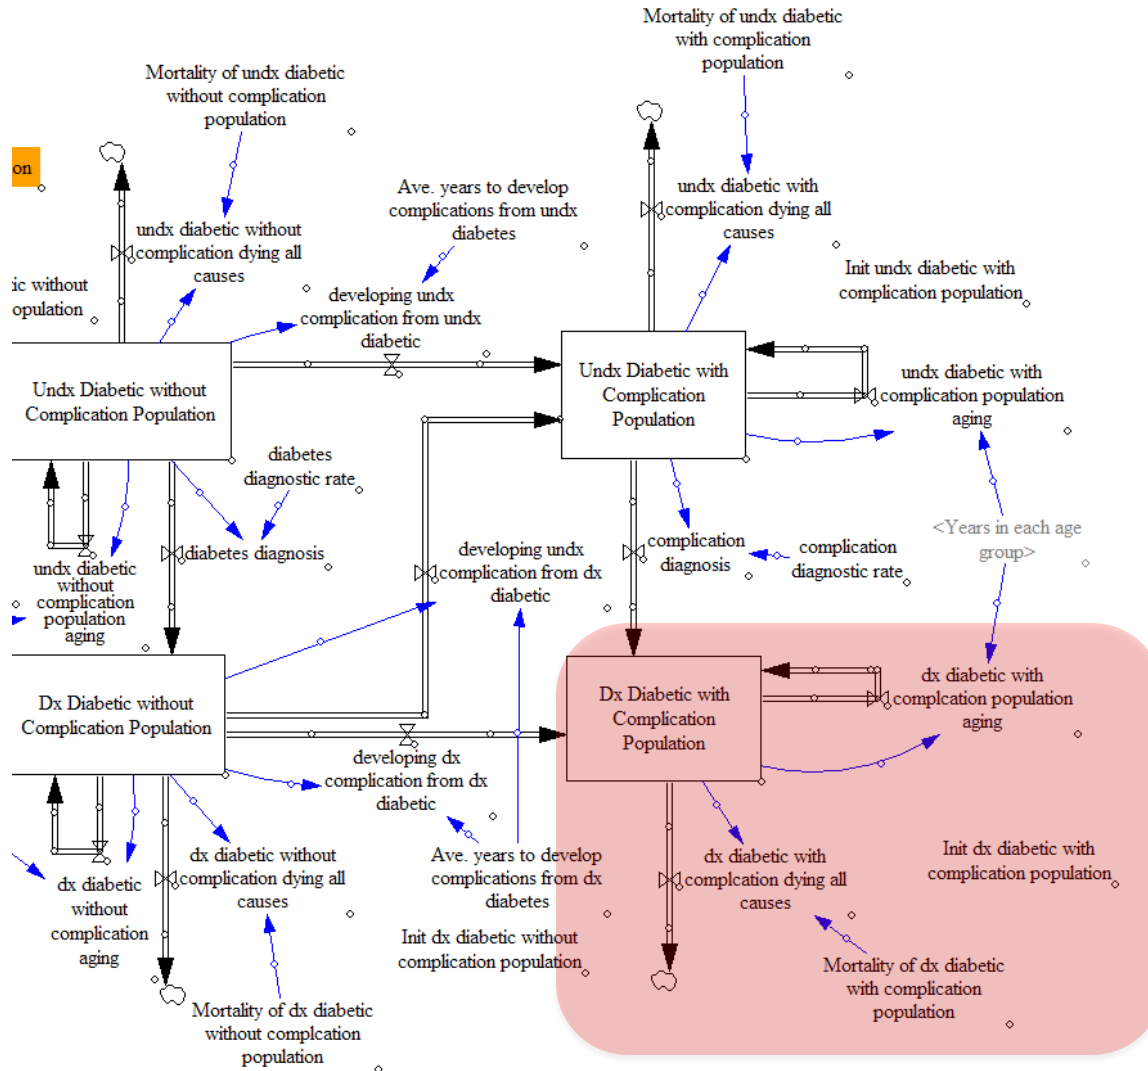 Mortality of undx diabetic
with complication
population
Mortality of undx diabetic
without complication
population
on
Ave. years to develop
complications from undx
diabetes
undx diabetic with
complication dying all
causes
undx diabetic without
complication dying all
causes
Init undx diabetic with
complication population
ic without
opulation
developing undx
complication from undx
diabetic
Undx Diabetic without
Complication Population
Undx Diabetic with
Complication
Population
undx diabetic with
complication population
aging
diabetes
diagnostic rate
diabetes diagnosis
<Years in each age
group>
developing undx
complication from dx
diabetic
complication
diagnosis
complication
diagnostic rate
undx diabetic
without
complication
population
aging
Dx Diabetic without
Complication Population
Dx Diabetic with
Complication
Population
dx diabetic with
complcation population
aging
developing dx
complication from dx
diabetic
dx diabetic without
complication dying all
causes
Ave. years to develop
complications from dx
diabetes
dx diabetic with
complcation dying all
causes
Init dx diabetic with
complication population
dx diabetic
without
complication
aging
Init dx diabetic without
complication population
Mortality of dx diabetic
with complication
population
Mortality of dx diabetic
without complcation
population